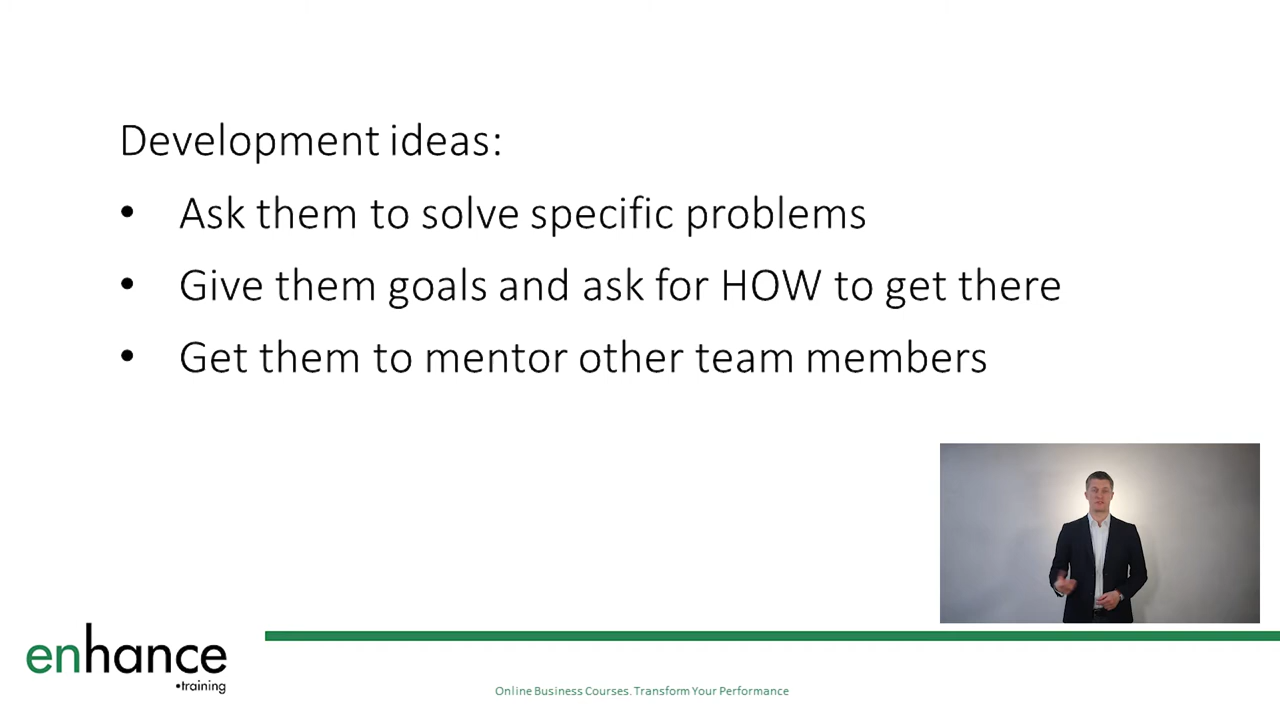 Development ideas:
• Ask them to solve specific problems
• Give them goals and ask for HOW to get there
• Get them to mentor other team members
enhance
•training
Online Business Courses. Transform Your Performance